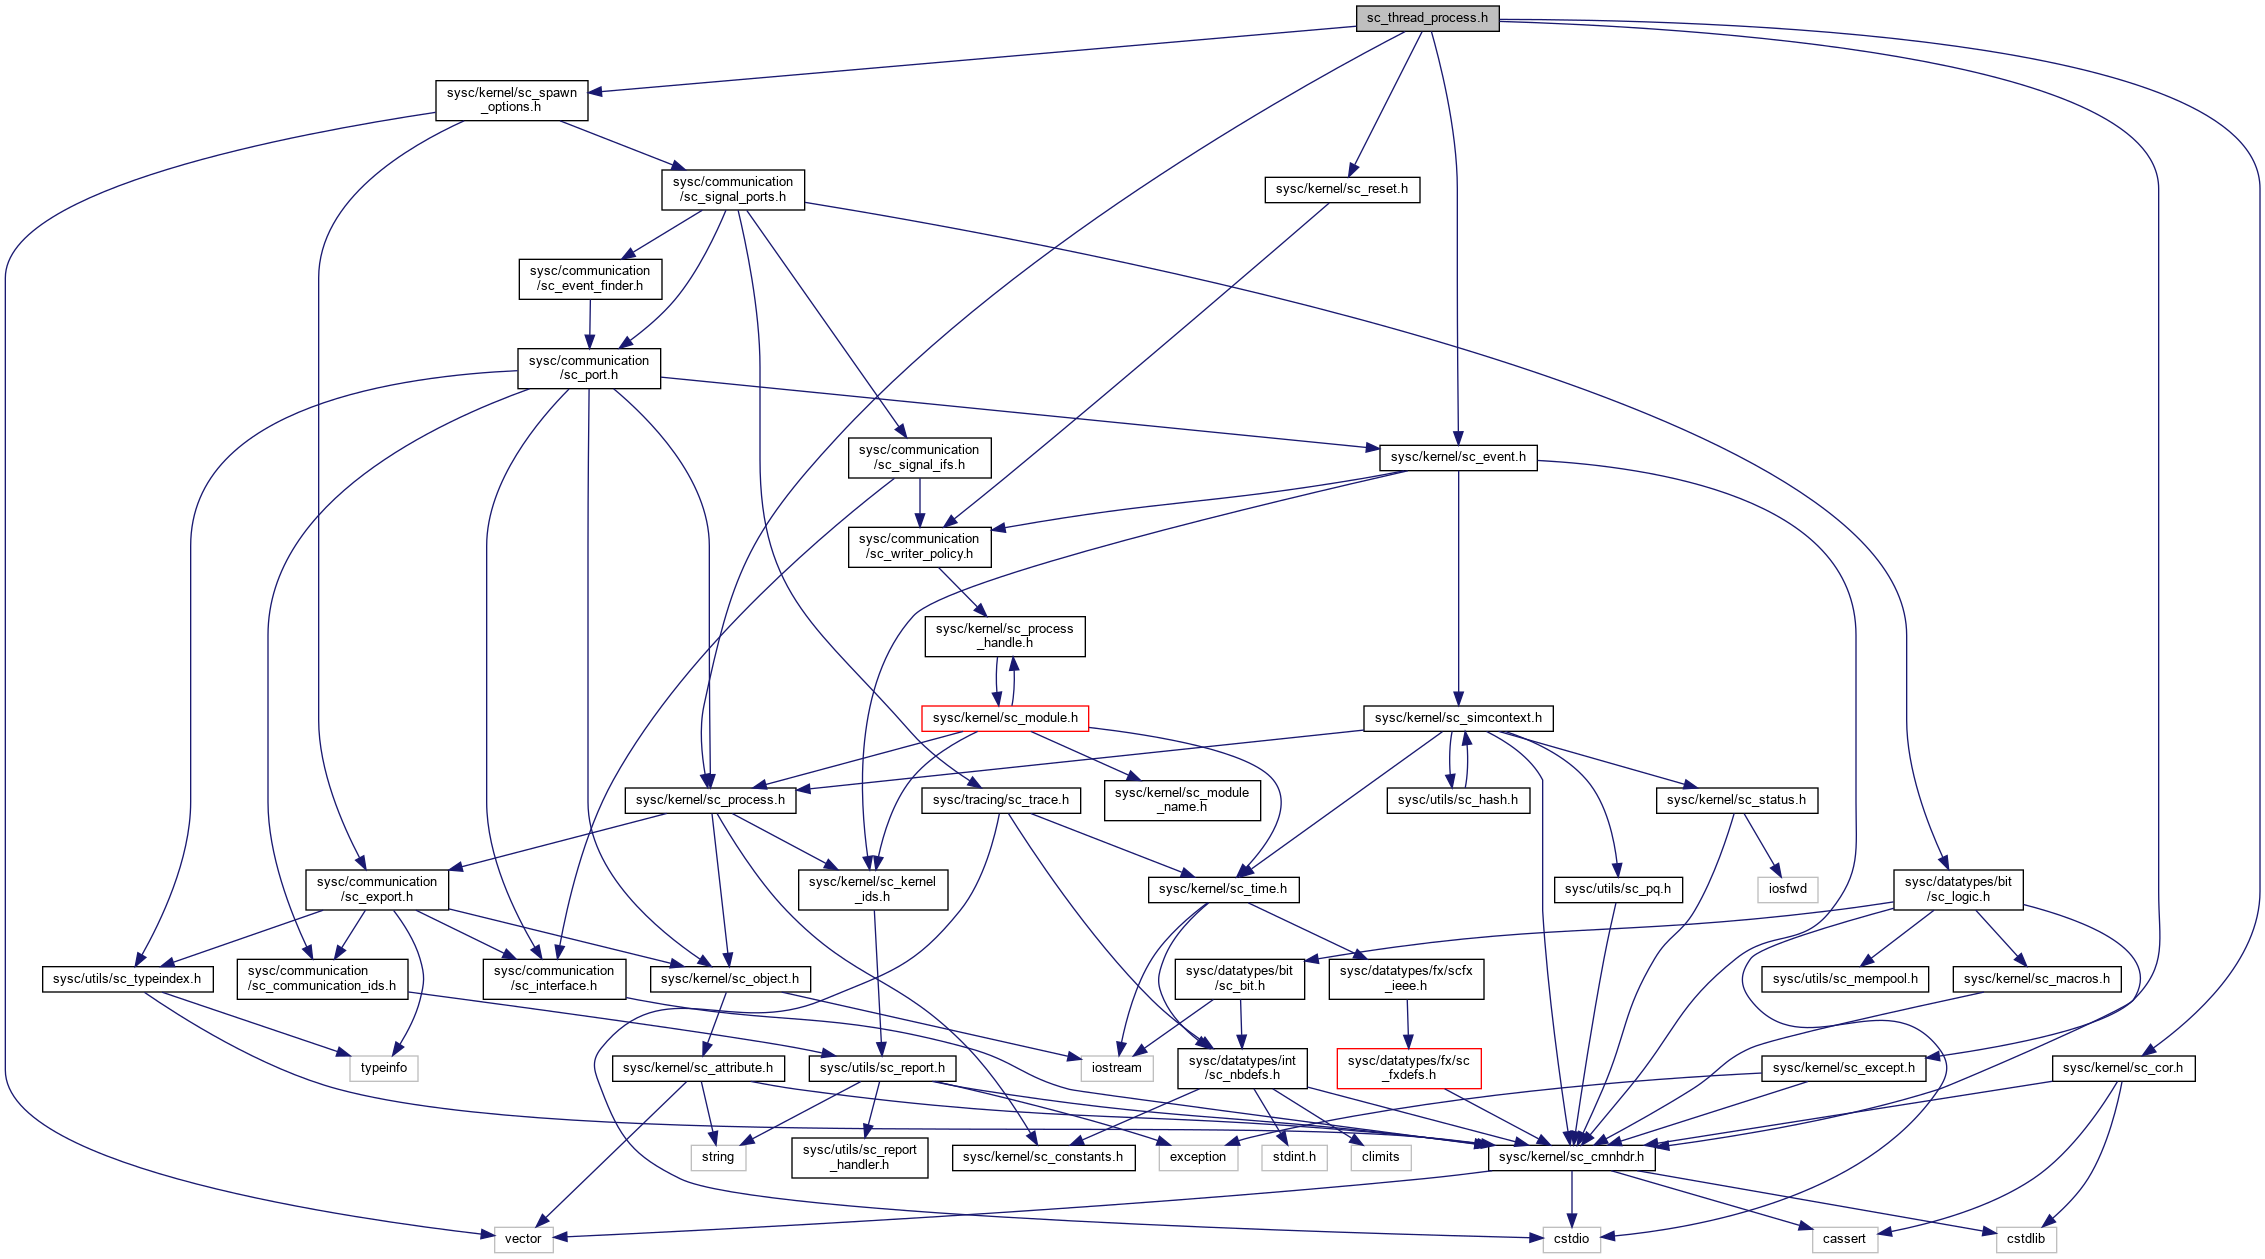 sc_thread_process.h
sysc/kernel/sc_spawn
_options.h
sysc/communication
/sc_signal_ports.h
sysc/kernel/sc_reset.h
sysc/communication
/sc_event_finder.h
sysc/communication
/sc_port.h
sysc/communication
/sc_signal_ifs.h
sysc/kernel/sc_event.h
sysc/communication
/sc_writer_policy.h
sysc/kernel/sc_process
_handle.h
sysc/kernel/sc_module.h
sysc/kernel/sc_simcontext.h
sysc/kernel/sc_process.h
sysc/tracing/sc_trace.h
sysc/kernel/sc_module
_name.h
sysc/utils/sc_hash.h
sysc/kernel/sc_status.h
sysc/communication
/sc_export.h
sysc/kernel/sc_kernel
_ids.h
sysc/kernel/sc_time.h
sysc/utils/sc_pq.h
iosfwd
sysc/datatypes/bit
/sc_logic.h
sysc/utils/sc_typeindex.h
sysc/communication
/sc_communication_ids.h
sysc/communication
/sc_interface.h
sysc/kernel/sc_object.h
sysc/datatypes/bit
/sc_bit.h
sysc/datatypes/fx/scfx
_ieee.h
sysc/utils/sc_mempool.h
sysc/kernel/sc_macros.h
typeinfo
sysc/kernel/sc_attribute.h
sysc/utils/sc_report.h
iostream
sysc/datatypes/int
/sc_nbdefs.h
sysc/datatypes/fx/sc
_fxdefs.h
sysc/kernel/sc_except.h
sysc/kernel/sc_cor.h
string
sysc/utils/sc_report
_handler.h
sysc/kernel/sc_constants.h
exception
stdint.h
climits
sysc/kernel/sc_cmnhdr.h
vector
cstdio
cassert
cstdlib